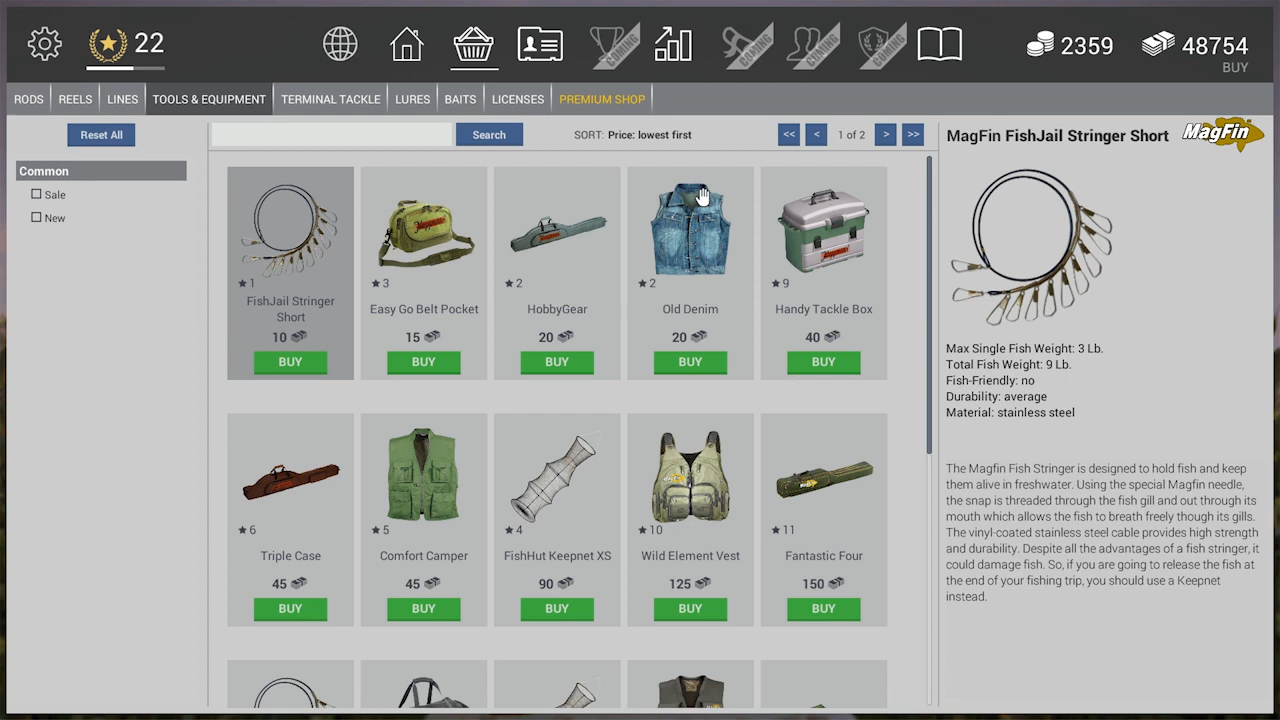 22
COMING
COMING
COMING
COMING
2359
48754
BUY
RODS
REELS
LINES
TOOLS & EQUIPMENT
TERMINAL TACKLE
LURES
BAITS
LICENSES
PREMIUM SHOP
Reset All
Common
Sale
New
Search
SORT: Price: lowest first
<<
<
1 of 2
>
>>
1
FishJail Stringer
Short
10
BUY
3
Easy Go Belt Pocket
15
BUY
2
HobbyGear
20
BUY
2
Old Denim
20
BUY
9
Handy Tackle Box
40
BUY
6
Triple Case
45
BUY
5
Comfort Camper
45
BUY
4
FishHut Keepnet XS
90
BUY
10
Wild Element Vest
125
BUY
11
Fantastic Four
150
BUY
MagFin FishJail Stringer Short
MagFin
Max Single Fish Weight: 3 Lb.
Total Fish Weight: 9 Lb.
Fish-Friendly: no
Durability: average
Material: stainless steel
The Magfin Fish Stringer is designed to hold fish and keep
them alive in freshwater. Using the special Magfin needle,
the snap is threaded through the fish gill and out through its
mouth which allows the fish to breath freely though its gills.
The vinyl-coated stainless steel cable provides high strength
and durability. Despite all the advantages of a fish stringer, it
could damage fish. So, if you are going to release the fish at
the end of your fishing trip, you should use a Keepnet
instead.